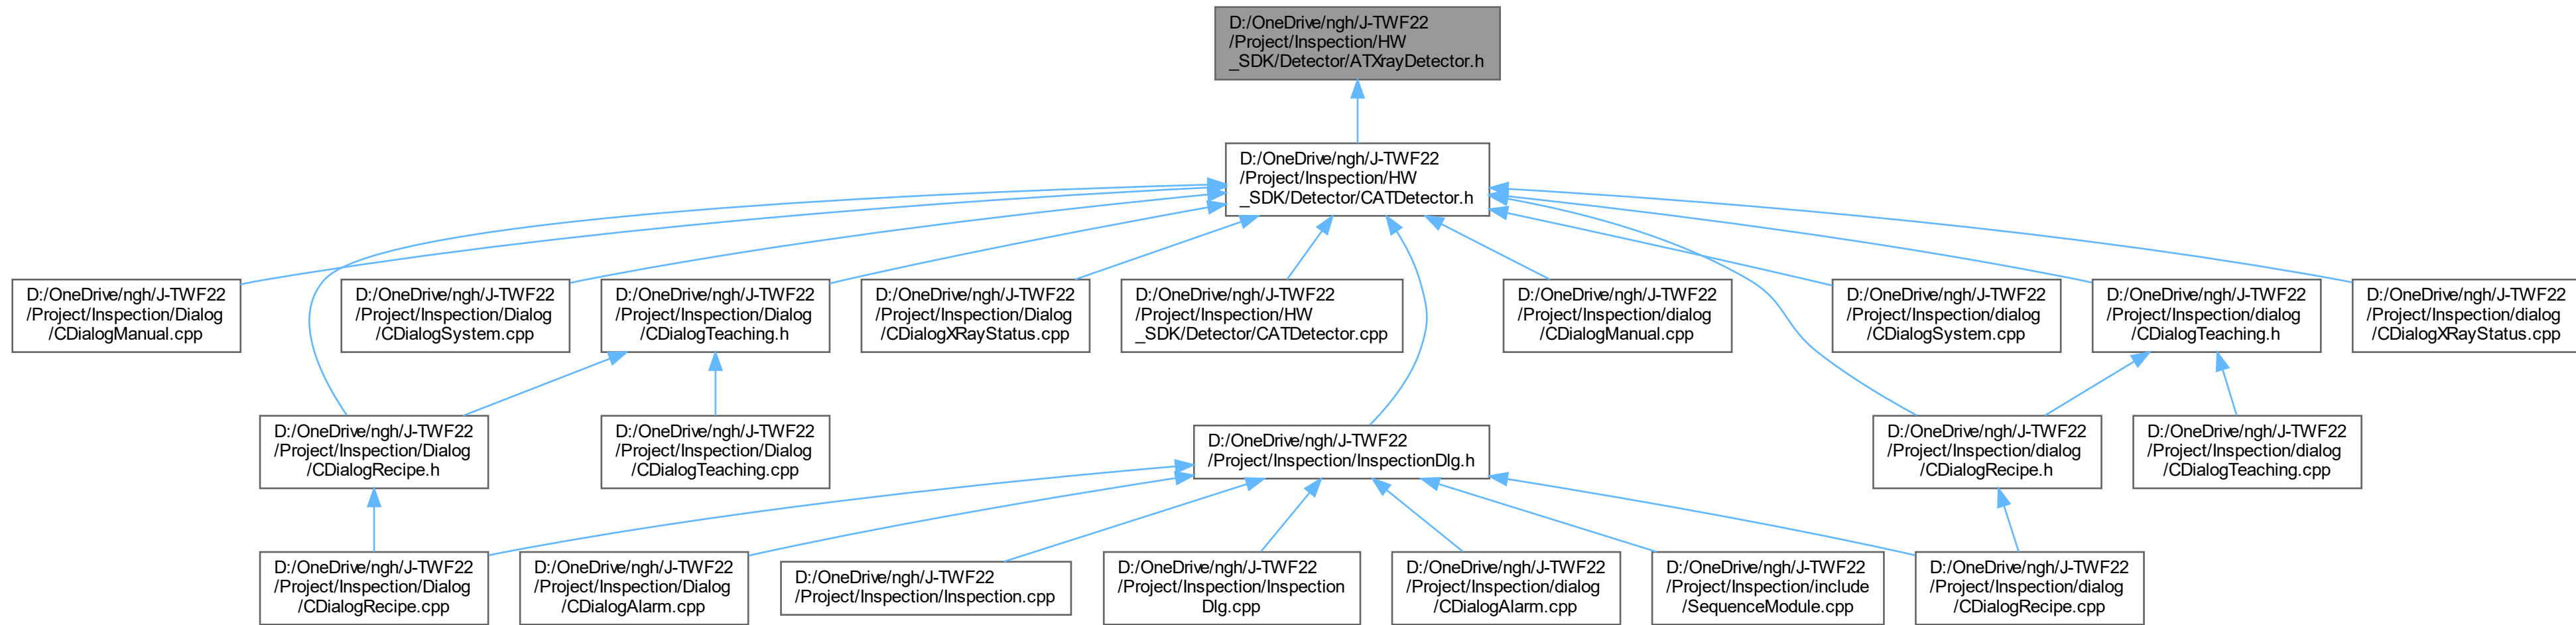 D:/OneDrive/ngh/J-TWF22
/Project/Inspection/HW
_SDK/Detector/ATXrayDetector.h
D:/OneDrive/ngh/J-TWF22
/Project/Inspection/HW
_SDK/Detector/CATDetector.h
D:/OneDrive/ngh/J-TWF22
/Project/Inspection/Dialog
/CDialogManual.cpp
D:/OneDrive/ngh/J-TWF22
/Project/Inspection/Dialog
/CDialogSystem.cpp
D:/OneDrive/ngh/J-TWF22
/Project/Inspection/Dialog
/CDialogTeaching.h
D:/OneDrive/ngh/J-TWF22
/Project/Inspection/Dialog
/CDialogXRayStatus.cpp
D:/OneDrive/ngh/J-TWF22
/Project/Inspection/HW
_SDK/Detector/CATDetector.cpp
D:/OneDrive/ngh/J-TWF22
/Project/Inspection/dialog
/CDialogManual.cpp
D:/OneDrive/ngh/J-TWF22
/Project/Inspection/dialog
/CDialogSystem.cpp
D:/OneDrive/ngh/J-TWF22
/Project/Inspection/dialog
/CDialogTeaching.h
D:/OneDrive/ngh/J-TWF22
/Project/Inspection/dialog
/CDialogXRayStatus.cpp
D:/OneDrive/ngh/J-TWF22
/Project/Inspection/Dialog
/CDialogRecipe.h
D:/OneDrive/ngh/J-TWF22
/Project/Inspection/Dialog
/CDialogTeaching.cpp
D:/OneDrive/ngh/J-TWF22
/Project/Inspection/InspectionDlg.h
D:/OneDrive/ngh/J-TWF22
/Project/Inspection/dialog
/CDialogRecipe.h
D:/OneDrive/ngh/J-TWF22
/Project/Inspection/dialog
/CDialogTeaching.cpp
D:/OneDrive/ngh/J-TWF22
/Project/Inspection/Dialog
/CDialogRecipe.cpp
D:/OneDrive/ngh/J-TWF22
/Project/Inspection/Dialog
/CDialogAlarm.cpp
D:/OneDrive/ngh/J-TWF22
/Project/Inspection/Inspection.cpp
D:/OneDrive/ngh/J-TWF22
/Project/Inspection/Inspection
Dlg.cpp
D:/OneDrive/ngh/J-TWF22
/Project/Inspection/dialog
/CDialogAlarm.cpp
D:/OneDrive/ngh/J-TWF22
/Project/Inspection/include
/SequenceModule.cpp
D:/OneDrive/ngh/J-TWF22
/Project/Inspection/dialog
/CDialogRecipe.cpp